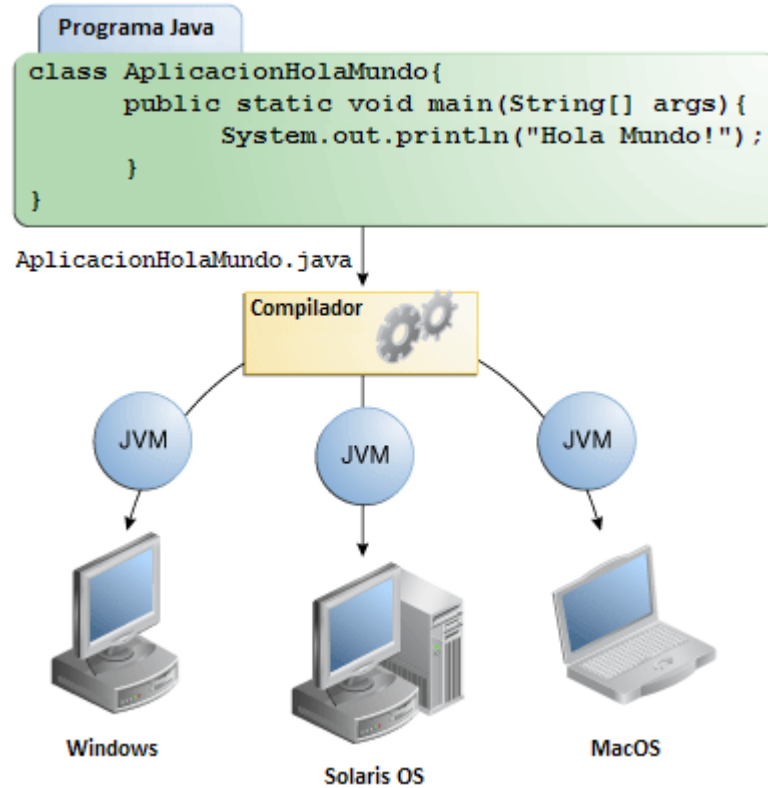 Programa Java
class AplicacionHolaMundo{
public static void main(String[] args){
System.out.println("Hola Mundo!");
}
}
AplicacionHolaMundo.java
Compilador
JVM
JVM
JVM
Windows
Solaris OS
MacOS